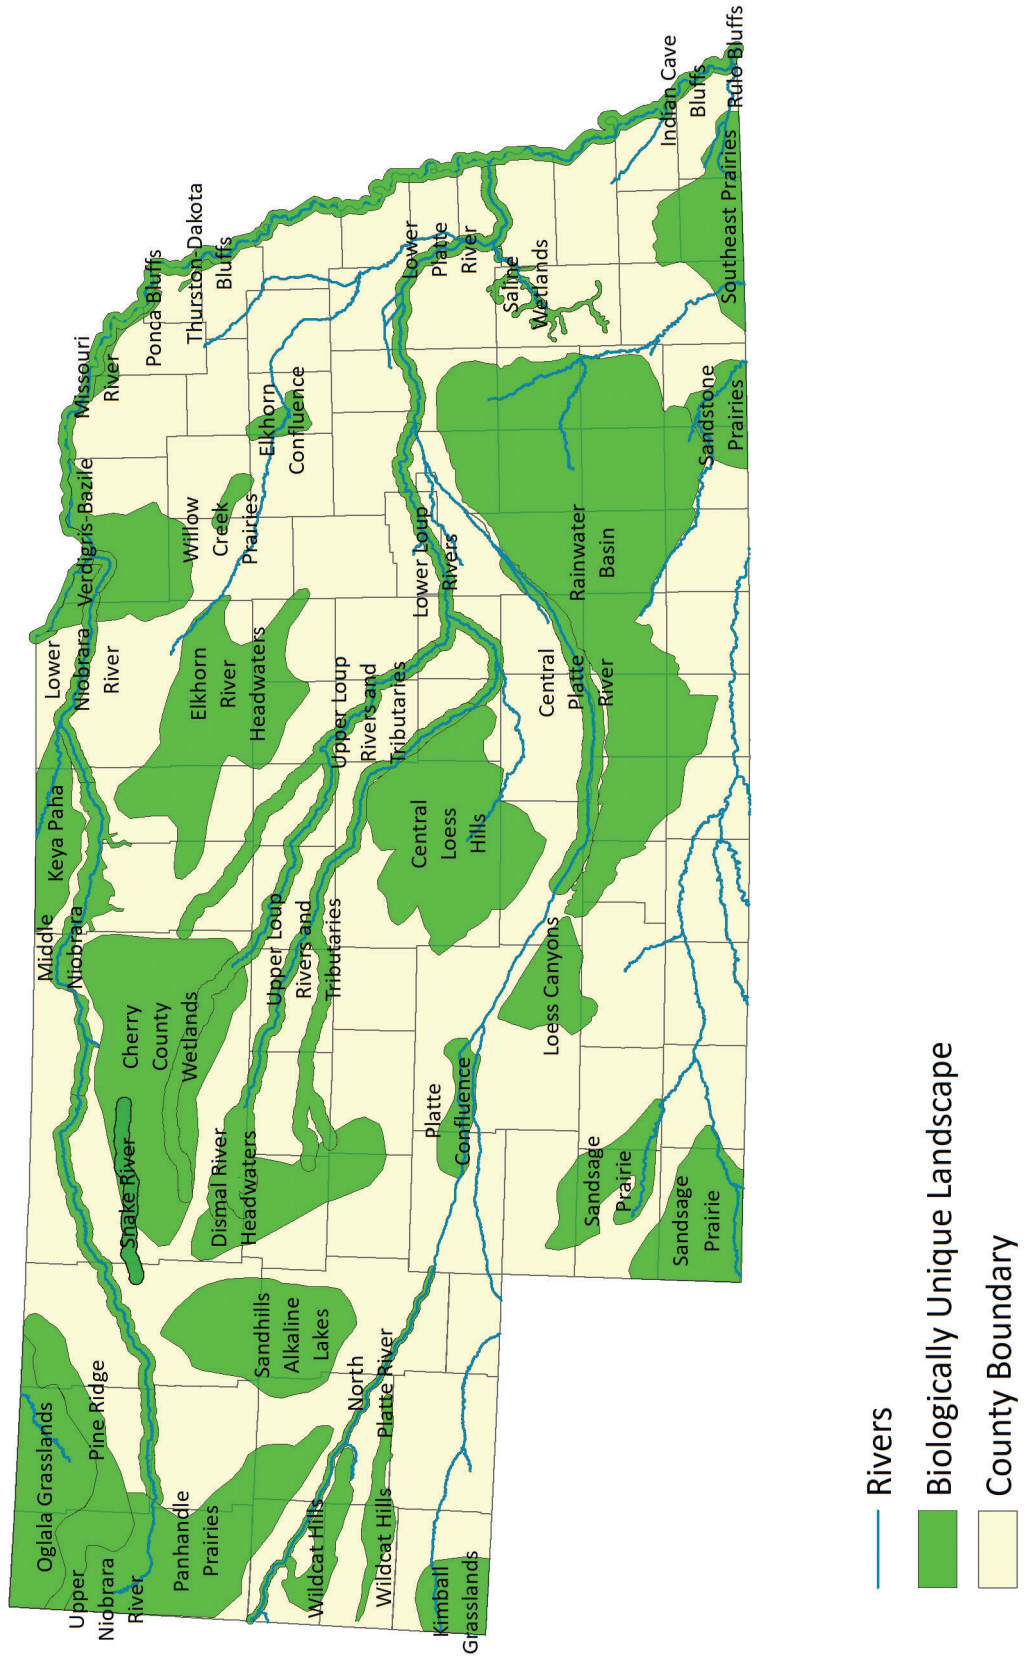 Oglala Grasslands
Pine Ridge
Upper
Niobrara
River
Panhandle
Prairies
Wildcat Hills
Wildcat Hills
Kimball
Grasslands
North
Platte River
Sandhills
Alkaline
Lakes
Snake River
Cherry
County
Wetlands
Dismal River
Headwaters
Middle
Niobrara
Keya Paha
Lower
Niobrara
River
Verdigris-Bazile
Missouri
River
Ponca Bluffs
Thurston-Dakota
Bluffs
Elkhorn
River
Headwaters
Willow
Creek
Prairies
Elkhorn
Confluence
Upper Loup
Rivers and
Tributaries
Upper Loup
Rivers and
Tributaries
Lower Loup
Rivers
Lower
Platte
River
Saline
Wetlands
Central
Loess
Hills
Central
Platte
River
Rainwater
Basin
Platte
Confluence
Loess Canyons
Sandsage
Prairie
Sandsage
Prairie
Sandstone
Prairies
Southeast Prairies
Indian Cave
Bluffs
Rulo Bluffs
Rivers
Biologically Unique Landscape
County Boundary